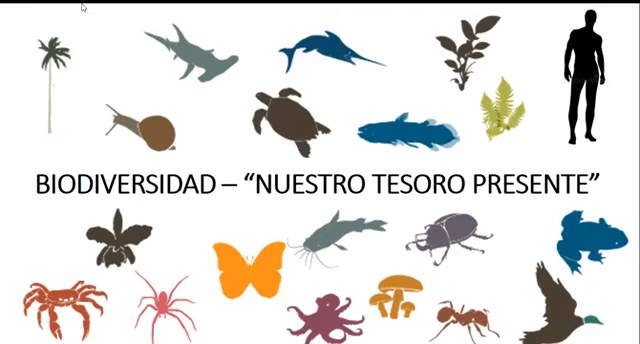 BIODIVERSIDAD – “NUESTRO TESORO PRESENTE”